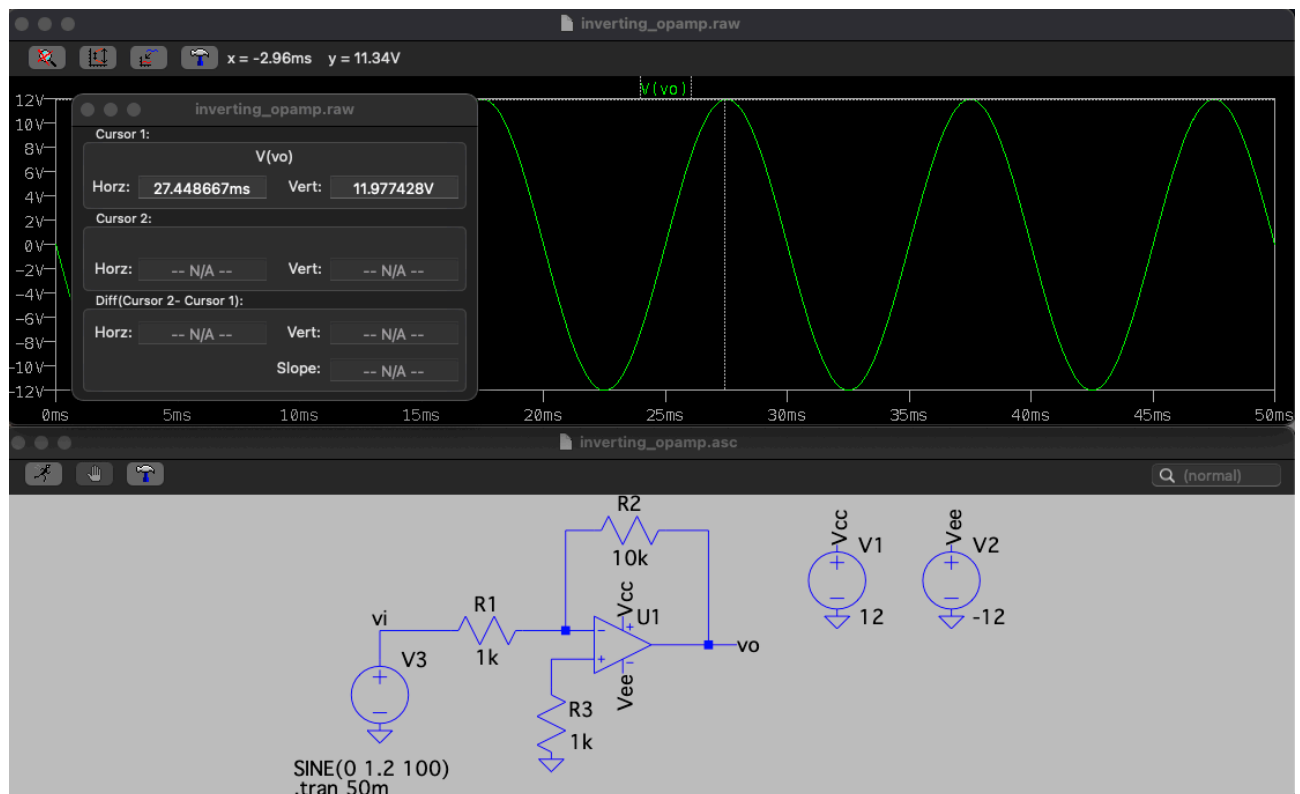 inverting_opamp.raw
x = -2.96ms y = 11.34V
V(vo)
12V
10V
8V
6V
4V
2V
0V
-2V
-4V
-6V
-8V
-10V
-12V
inverting_opamp.raw
Cursor 1:
V(vo)
Horz: 27.448667ms Vert: 11.977428V
Cursor 2:
Horz: -- N/A -- Vert: -- N/A --
Diff(Cursor 2- Cursor 1):
Horz: -- N/A -- Vert: -- N/A --
Slope: -- N/A --
0ms 5ms 10ms 15ms 20ms 25ms 30ms 35ms 40ms 45ms 50ms
inverting_opamp.asc
(normal)
R2
10k
Vcc
U1
R1
1k
vi
V3
vo
Vee
R3
1k
SINE(0 1.2 100)
.tran 50m
Vcc
V1
12
Vee
V2
-12